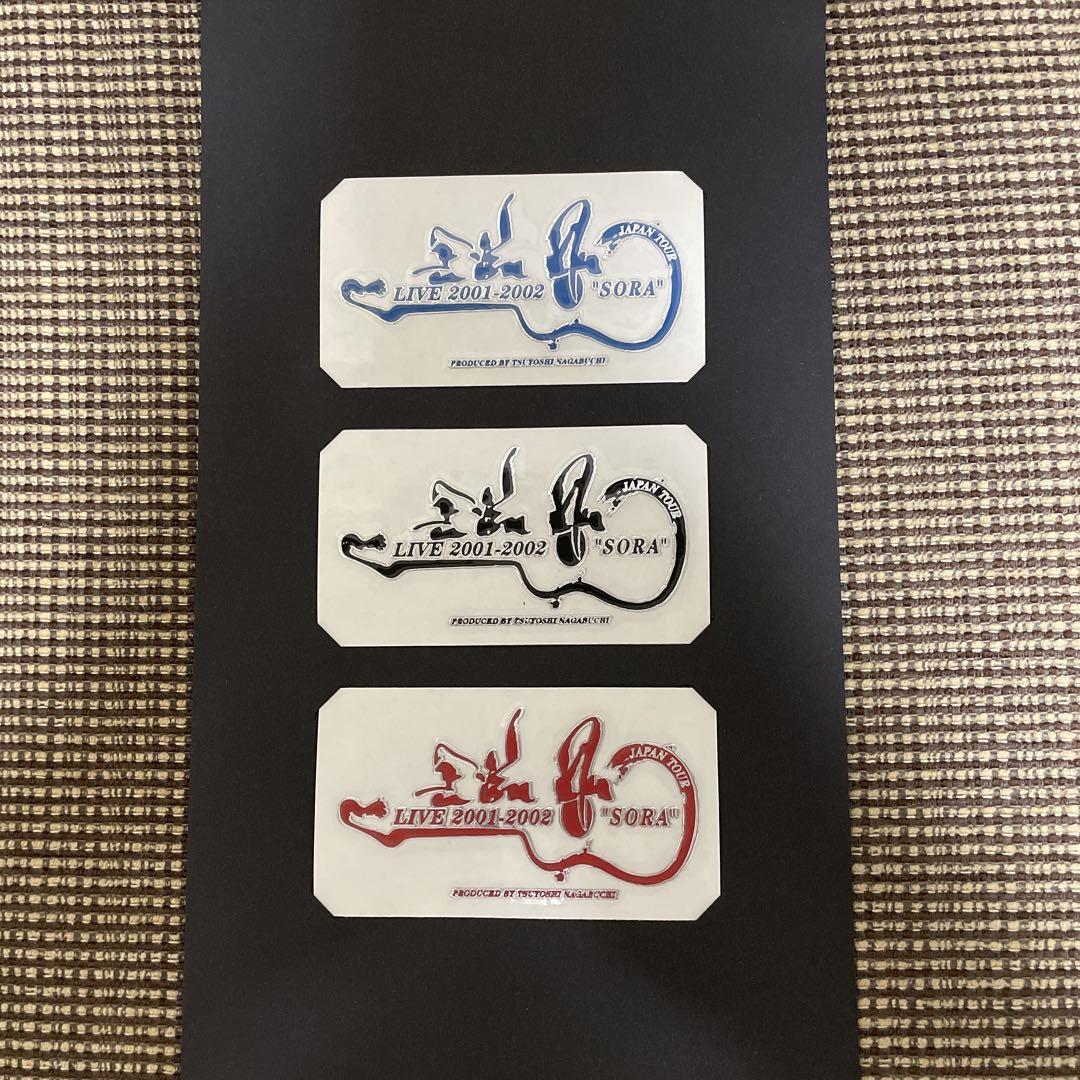 JAPAN TOUR
LIVE 2001-2002 "SORA"
PRODUCED BY TSUYOSHI NAGABUCHI
JAPAN TOUR
LIVE 2001-2002 "SORA"
PRODUCED BY TSUYOSHI NAGABUCHI
JAPAN TOUR
LIVE 2001-2002 "SORA"
PRODUCED BY TSUYOSHI NAGABUCHI